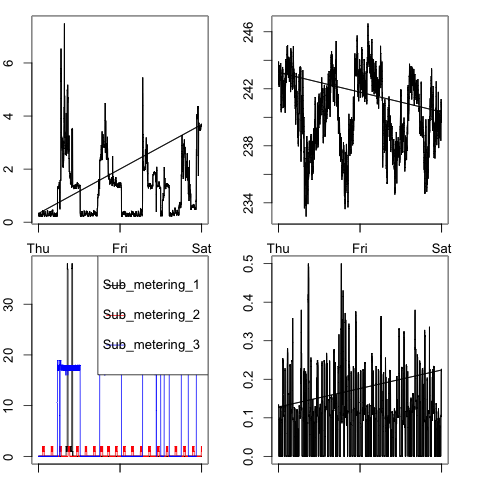 0 2 4 6
234 238 242 246
Thu Fri Sat
Thu Fri Sat
0 10 20 30
Sub_metering_1
Sub_metering_2
Sub_metering_3
0.0 0.1 0.2 0.3 0.4 0.5